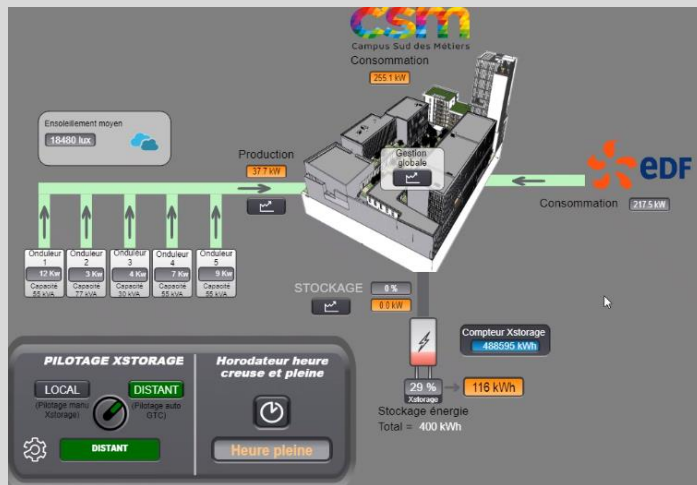 csm
Campus Sud des Métiers
Consommation
255.1 kW
Ensoleillement moyen
18480 lux
Production
37.7 kW
Gestion
globale
eDF
Consommation
217.5 kW
Onduleur
1
12 Kw
Capacité
55 kVA
Onduleur
2
3 Kw
Capacité
77 kVA
Onduleur
3
4 Kw
Capacité
30 kVA
Onduleur
4
7 Kw
Capacité
55 kVA
Onduleur
5
9 Kw
Capacité
55 kVA
STOCKAGE
0 %
0.0 kW
Compteur Xstorage
488595 kWh
29 %
Xstorage
116 kWh
Stockage énergie
Total = 400 kWh
PILOTAGE XSTORAGE
LOCAL
(Pilotage manu
Xstorage)
DISTANT
(Pilotage auto
GTC)
DISTANT
Horodateur heure
creuse et pleine
Heure pleine